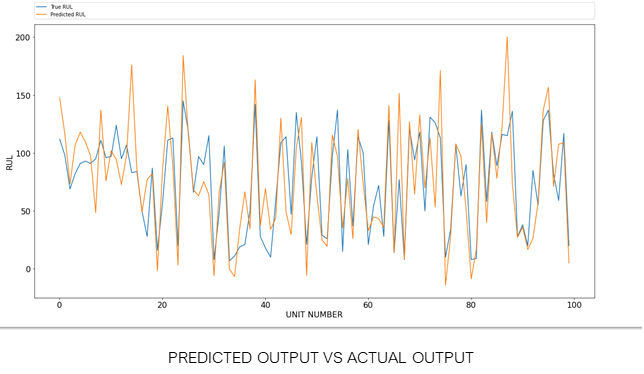 True RUL
Predicted RUL
200
150
100
50
0
RUL
0 20 40 60 80 100
UNIT NUMBER
PREDICTED OUTPUT VS ACTUAL OUTPUT